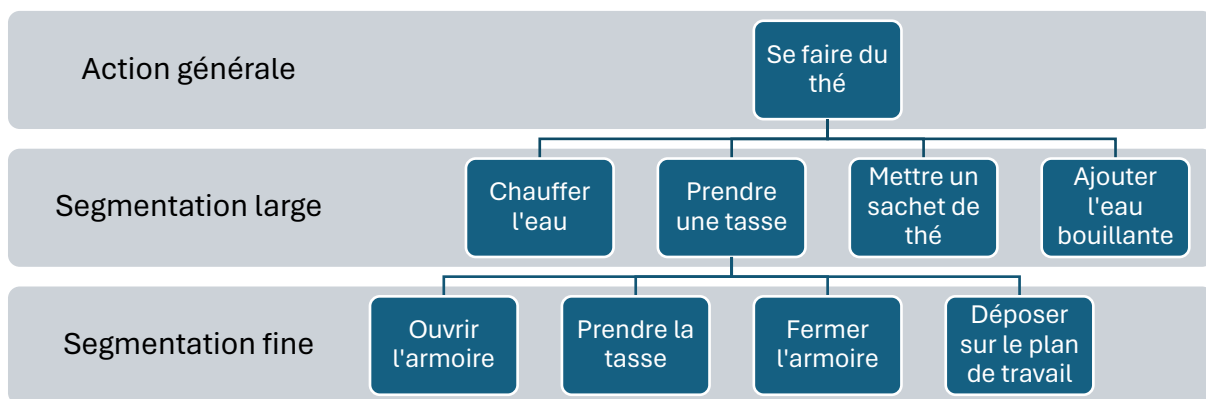 Action générale
Se faire du
thé
Segmentation large
Chauffer
l'eau
Prendre
une tasse
Mettre un
sachet de
thé
Ajouter
l'eau
bouillante
Segmentation fine
Ouvrir
l'armoire
Prendre la
tasse
Fermer
l'armoire
Déposer
sur le plan
de travail